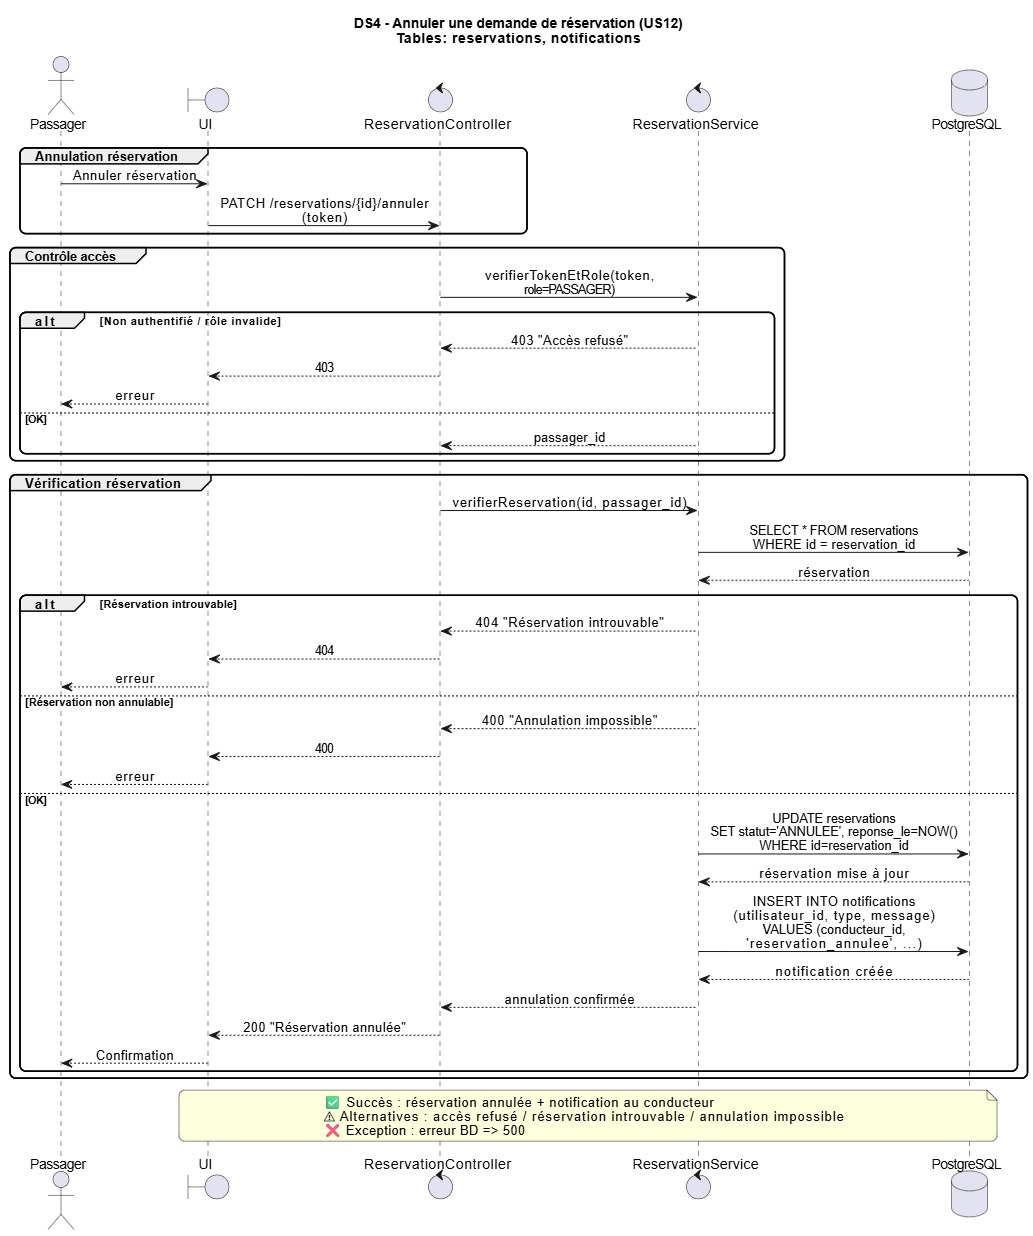 DS4 - Annuler une demande de réservation (US12)
Tables: reservations, notifications
Passager
UI
ReservationController
ReservationService
PostgreSQL
Annulation réservation
Annuler réservation
PATCH /reservations/{id}/annuler
(token)
Contrôle accès
verifierTokenEtRole(token,
role=PASSAGER)
alt
[Non authentifié / rôle invalide]
403 "Accès refusé"
403
erreur
[OK]
passager_id
Vérification réservation
verifierReservation(id, passager_id)
SELECT * FROM reservations
WHERE id = reservation_id
réservation
alt
[Réservation introuvable]
404 "Réservation introuvable"
404
erreur
[Réservation non annulable]
400 "Annulation impossible"
400
erreur
[OK]
UPDATE reservations
SET statut='ANNULEE', reponse_le=NOW()
WHERE id=reservation_id
réservation mise à jour
INSERT INTO notifications
(utilisateur_id, type, message)
VALUES (conducteur_id,
'reservation_annulee', ...)
notification créée
annulation confirmée
200 "Réservation annulée"
Confirmation
✅ Succès : réservation annulée + notification au conducteur
⚠ Alternatives : accès refusé / réservation introuvable / annulation impossible
❌ Exception : erreur BD => 500
Passager
UI
ReservationController
ReservationService
PostgreSQL